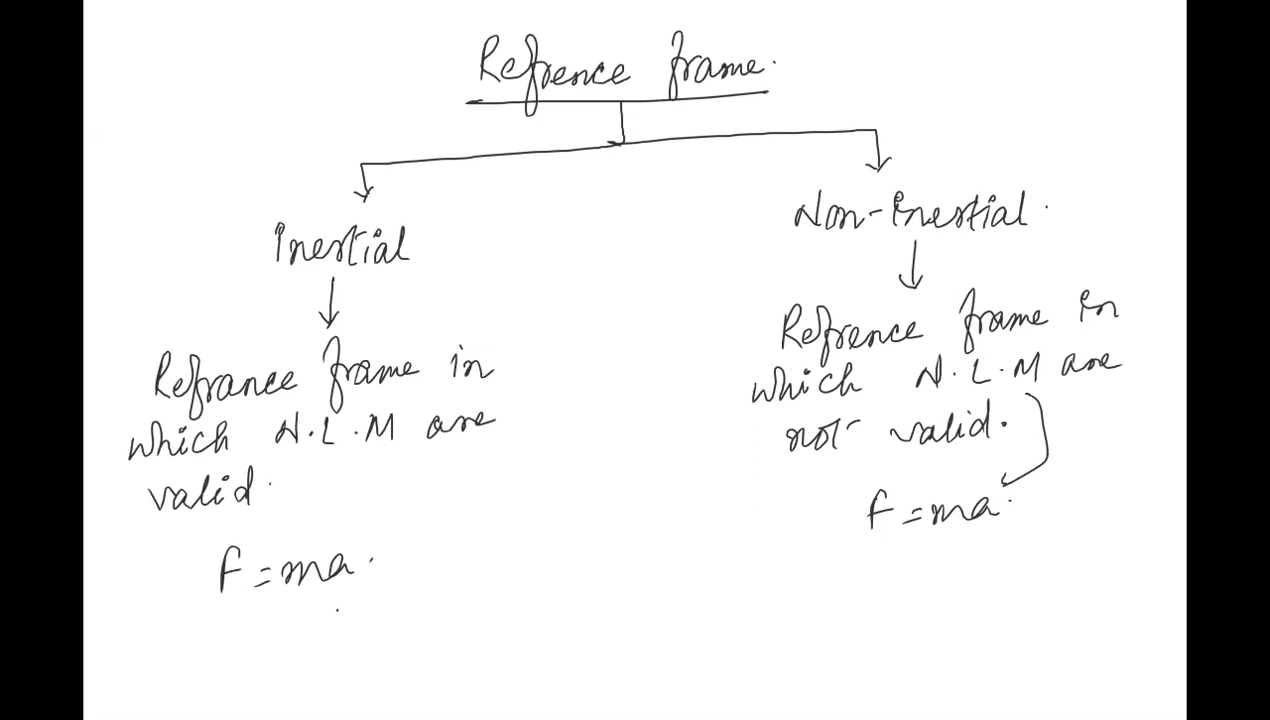 Refrence frame.
Inertial
Non-Inertial.
Refrance frame in
which N.L.M are
valid.
F=ma.
Refrence frame in
which N.L.M are
not valid.
F=ma.